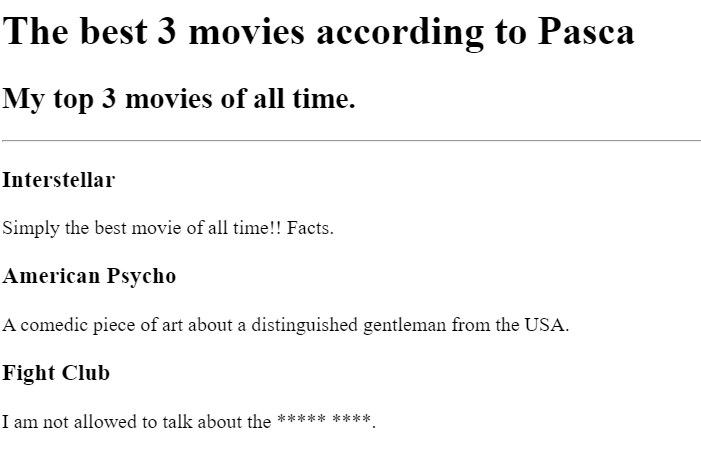 The best 3 movies according to Pasca
My top 3 movies of all time.
Interstellar
Simply the best movie of all time!! Facts.
American Psycho
A comedic piece of art about a distinguished gentleman from the USA.
Fight Club
I am not allowed to talk about the ***** ****.